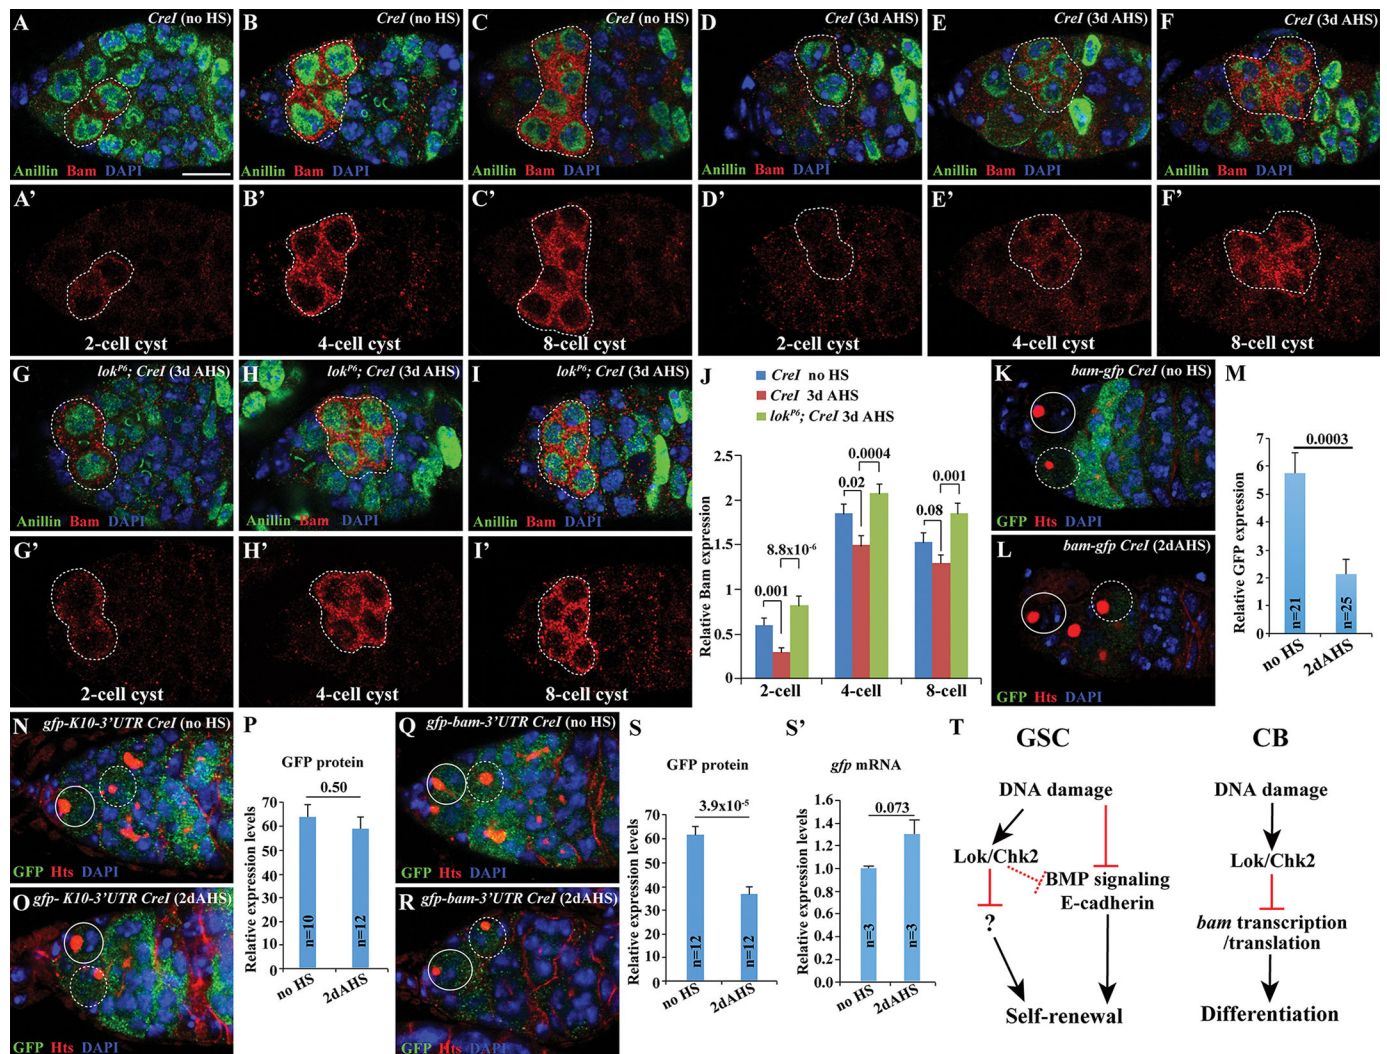 A CreI (no HS)
Anillin Bam DAPI
B CreI (no HS)
Anillin Bam DAPI
C CreI (no HS)
Anillin Bam DAPI
D CreI (3d AHS)
Anillin Bam DAPI
E CreI (3d AHS)
Anillin Bam DAPI
F CreI (3d AHS)
Anillin Bam DAPI
A'
2-cell cyst
B'
4-cell cyst
C'
8-cell cyst
D'
2-cell cyst
E'
4-cell cyst
F'
8-cell cyst
G lokP6; CreI (3d AHS)
Anillin Bam DAPI
H lokP6; CreI (3d AHS)
Anillin Bam DAPI
I lokP6; CreI (3d AHS)
Anillin Bam DAPI
G'
2-cell cyst
H'
4-cell cyst
I'
8-cell cyst
J
CreI no HS
CreI 3d AHS
lokP6; CreI 3d AHS
Relative Bam expression
2.5
2
1.5
1
0.5
0
0.001
8.8x10-6
0.02
0.0004
0.08
0.001
2-cell 4-cell 8-cell
K bam-gfp CreI (no HS)
GFP Hts DAPI
L bam-gfp CreI (2dAHS)
GFP Hts DAPI
M
0.0003
Relative GFP expression
7
6
5
4
3
2
1
0
n=21
n=25
no HS
2dAHS
N gfp-K10-3'UTR CreI (no HS)
GFP Hts DAPI
O gfp- K10-3'UTR CreI (2dAHS)
GFP Hts DAPI
P
GFP protein
0.50
Relative expression levels
70
60
50
40
30
20
10
0
n=10
n=12
no HS
2dAHS
Q gfp-bam-3'UTR CreI (no HS)
GFP Hts DAPI
R gfp-bam-3'UTR CreI (2dAHS)
GFP Hts DAPI
S
GFP protein
3.9x10-5
Relative expression levels
70
60
50
40
30
20
10
0
n=12
n=12
no HS
2dAHS
S'
gfp mRNA
0.073
Relative expression levels
1.6
1.4
1.2
1.0
0.8
0.6
0.4
0.2
0.0
n=3
n=3
no HS
2dAHS
T
GSC
DNA damage
Lok/Chk2
BMP signaling
E-cadherin
?
Self-renewal
CB
DNA damage
Lok/Chk2
bam transcription
/translation
Differentiation